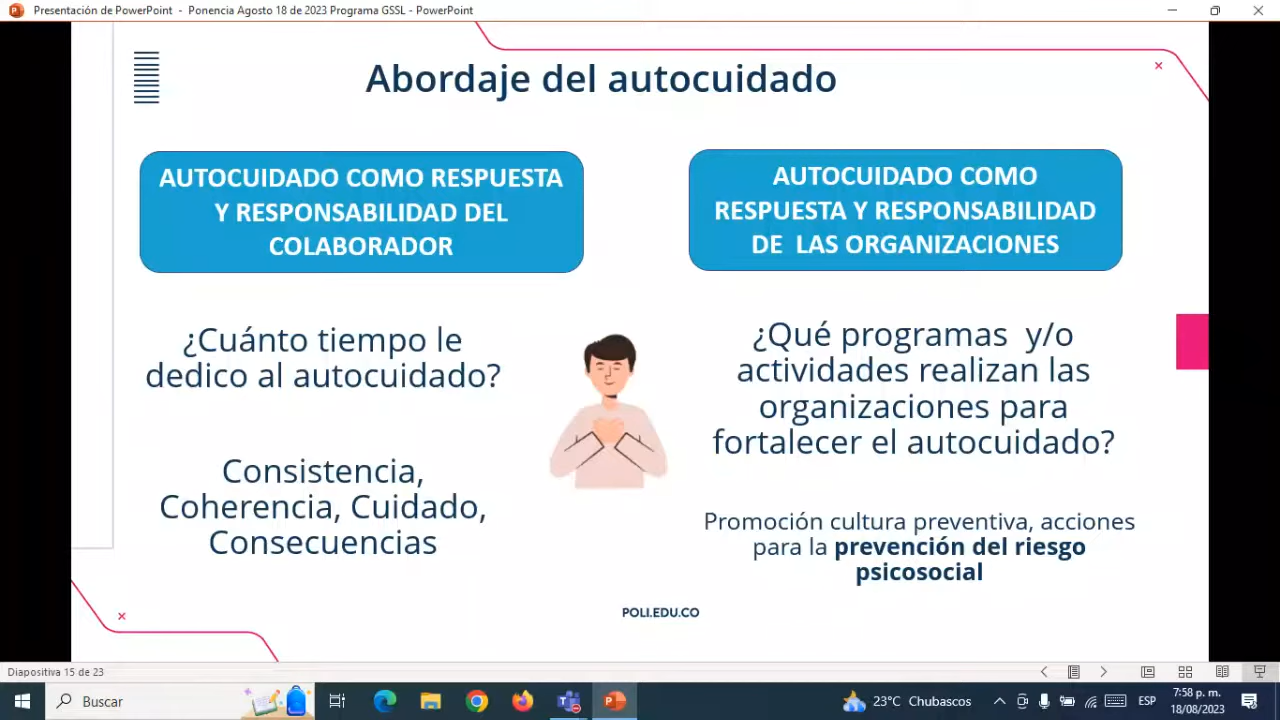 Presentación de PowerPoint - Ponencia Agosto 18 de 2023 Programa GSSL - PowerPoint
Abordaje del autocuidado
AUTOCUIDADO COMO RESPUESTA
Y RESPONSABILIDAD DEL
COLABORADOR
AUTOCUIDADO COMO
RESPUESTA Y RESPONSABILIDAD
DE LAS ORGANIZACIONES
¿Cuánto tiempo le
dedico al autocuidado?
Consistencia,
Coherencia, Cuidado,
Consecuencias
¿Qué programas y/o
actividades realizan las
organizaciones para
fortalecer el autocuidado?
Promoción cultura preventiva, acciones
para la prevención del riesgo
psicosocial
POLI.EDU.CO
Diapositiva 15 de 23
Buscar
23°C Chubascos
ESP
7:58 p. m.
18/08/2023